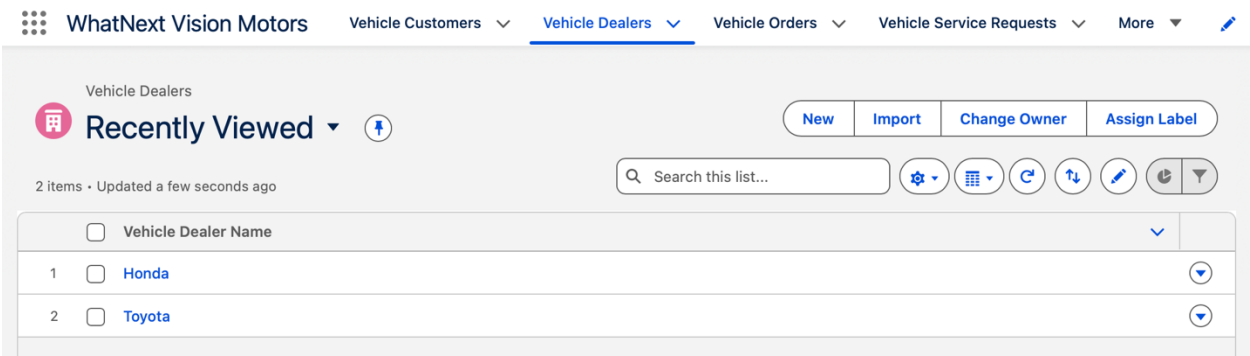 WhatNext Vision Motors Vehicle Customers Vehicle Dealers Vehicle Orders Vehicle Service Requests More
Vehicle Dealers
Recently Viewed
New Import Change Owner Assign Label
2 items • Updated a few seconds ago
Search this list...
Vehicle Dealer Name
1 Honda
2 Toyota